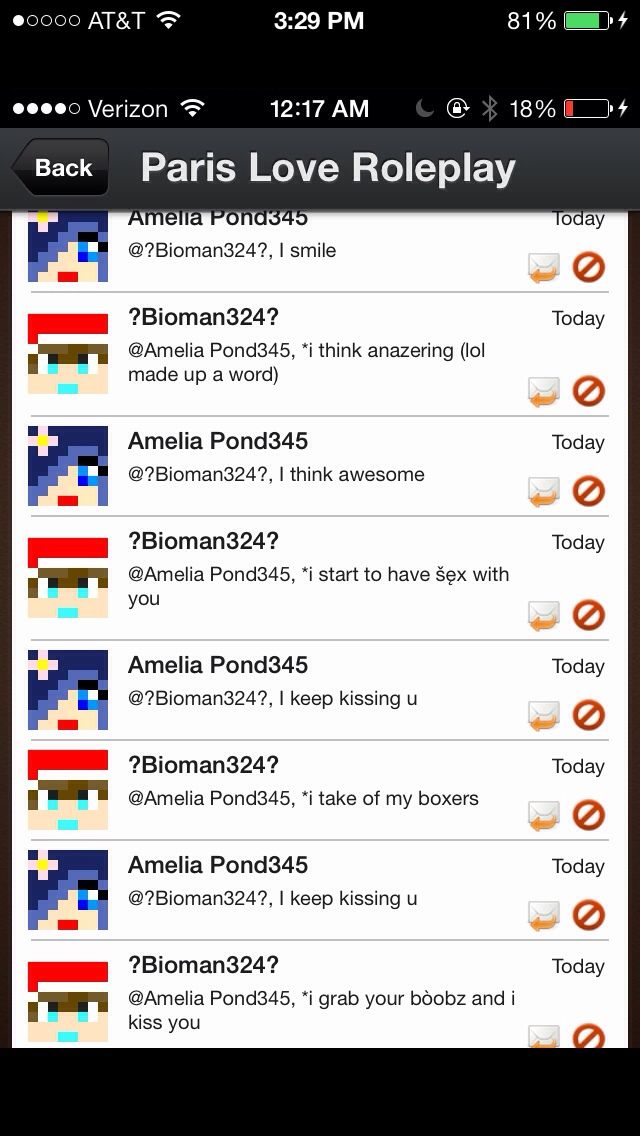 AT&T 3:29 PM 81%
Verizon 12:17 AM 18%
Back Paris Love Roleplay
Amelia Pond345 Today
@?Bioman324?, I smile
?Bioman324? Today
@Amelia Pond345, *i think anazering (lol
made up a word)
Amelia Pond345 Today
@?Bioman324?, I think awesome
?Bioman324? Today
@Amelia Pond345, *i start to have šęx with
you
Amelia Pond345 Today
@?Bioman324?, I keep kissing u
?Bioman324? Today
@Amelia Pond345, *i take of my boxers
Amelia Pond345 Today
@?Bioman324?, I keep kissing u
?Bioman324? Today
@Amelia Pond345, *i grab your bòobz and i
kiss you